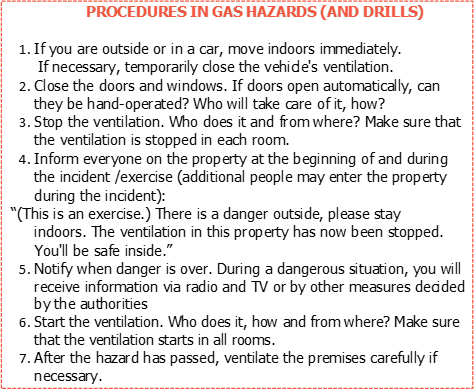 PROCEDURES IN GAS HAZARDS (AND DRILLS)
1. If you are outside or in a car, move indoors immediately.
If necessary, temporarily close the vehicle's ventilation.
2. Close the doors and windows. If doors open automatically, can
they be hand-operated? Who will take care of it, how?
3. Stop the ventilation. Who does it and from where? Make sure that
the ventilation is stopped in each room.
4. Inform everyone on the property at the beginning of and during
the incident /exercise (additional people may enter the property
during the incident):
“(This is an exercise.) There is a danger outside, please stay
indoors. The ventilation in this property has now been stopped.
You'll be safe inside.”
5. Notify when danger is over. During a dangerous situation, you will
receive information via radio and TV or by other measures decided
by the authorities
6. Start the ventilation. Who does it, how and from where? Make sure
that the ventilation starts in all rooms.
7. After the hazard has passed, ventilate the premises carefully if
necessary.